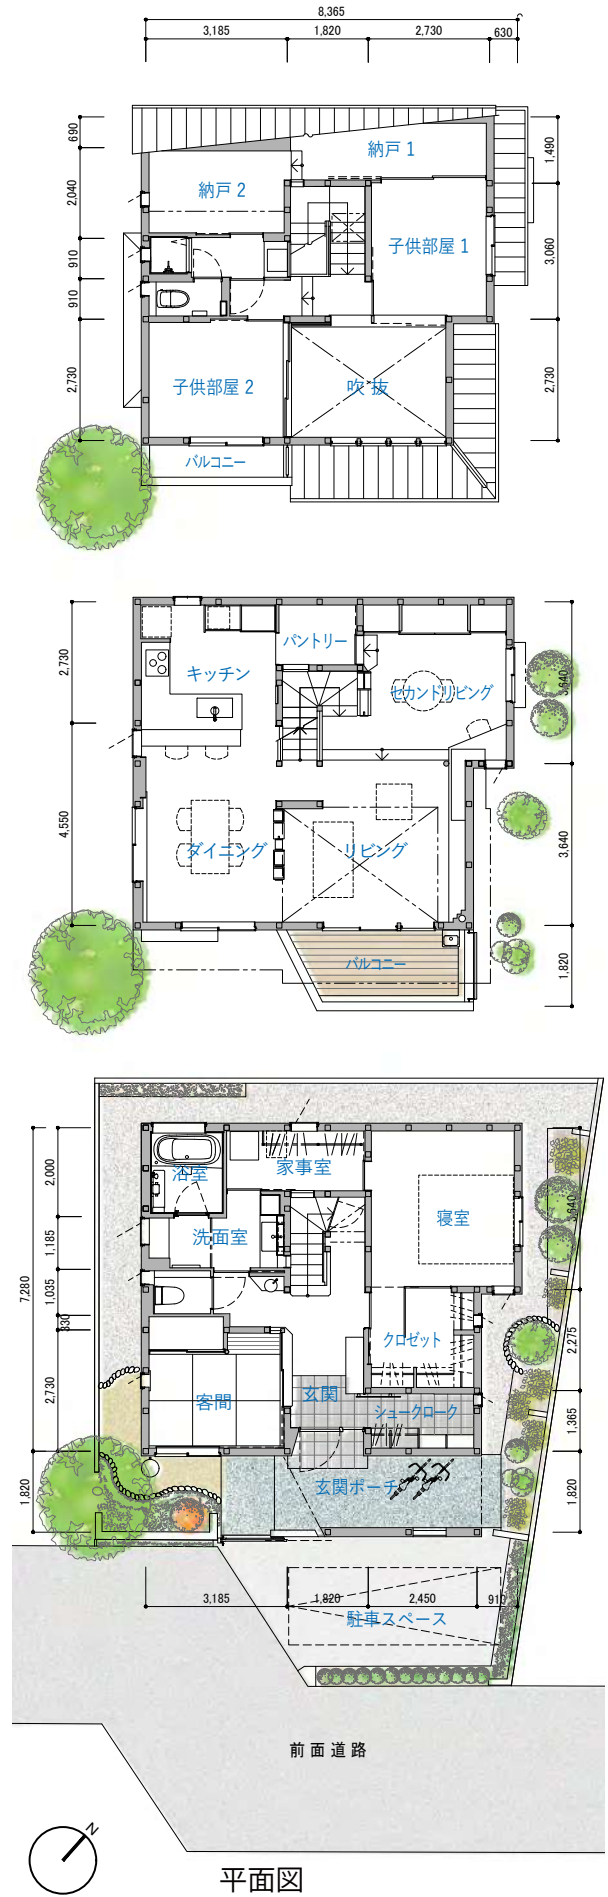 8,365
3,185 1,820 2,730 630
690
2,040
910
910
2,730
1,490
3,060
2,730
納戸 1
納戸 2
子供部屋 1
子供部屋 2
吹 抜
バルコニー
2,730
4,550
3,640
3,640
1,820
パントリー
キッチン
セカンドリビング
ダイニング
リビング
バルコニー
7,280
2,000
1,185
1,035
330
2,730
1,820
2,275
1,365
1,820
浴室
家事室
洗面室
寝室
クロゼット
客間
玄関
シュークローク
玄関ポーチ
3,185 1,820 2,450 910
駐車スペース
前面道路
N
平面図